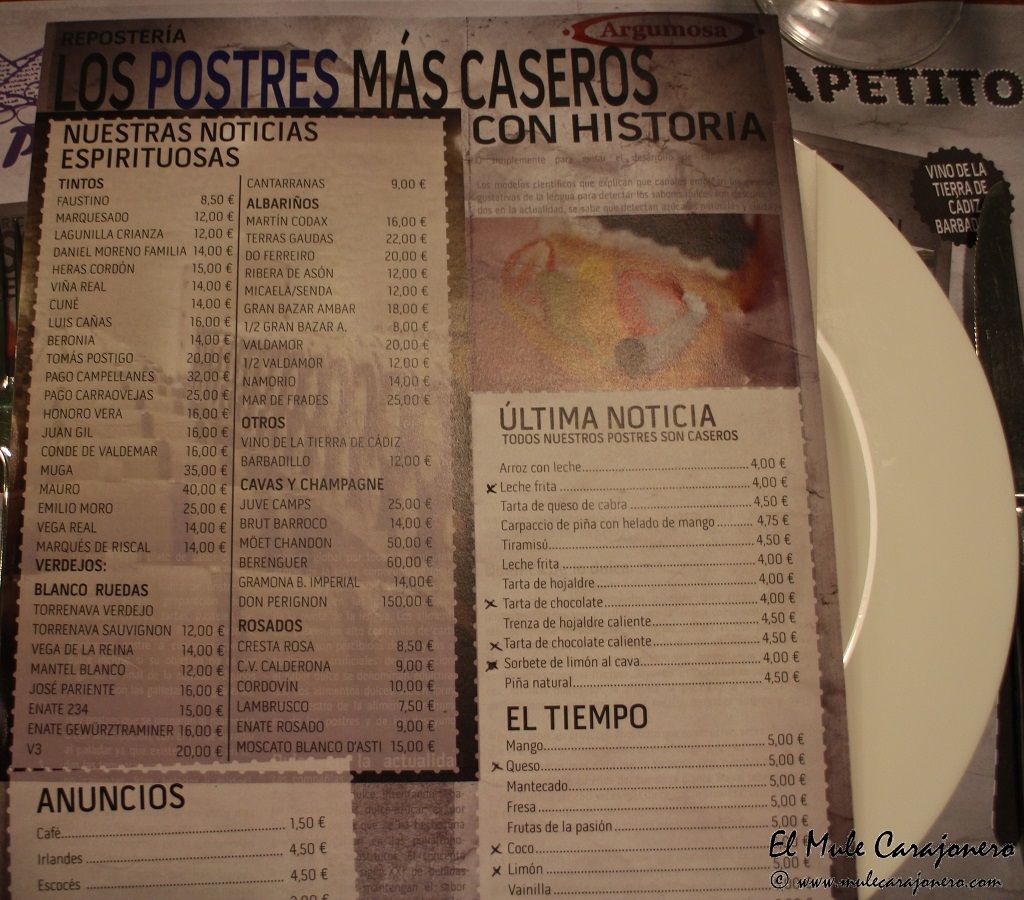 REPOSTERÍA
Argumosa
LOS POSTRES MÁS CASEROS
CON HISTORIA
APETITO
VINO DE LA
TIERRA DE
CÁDIZ
NUESTRAS NOTICIAS
ESPIRITUOSAS
TINTOS
FAUSTINO 8,50 €
MARQUESADO 12,00 €
LAGUNILLA CRIANZA 12,00 €
DANIEL MORENO FAMILIA 14,00 €
HERAS CORDÓN 15,00 €
VIÑA REAL 14,00 €
CUNÉ 14,00 €
LUIS CAÑAS 16,00 €
BERONIA 14,00 €
TOMÁS POSTIGO 20,00 €
PAGO CAMPELLANES 32,00 €
PAGO CARRAOVEJAS 25,00 €
HONORO VERA 16,00 €
JUAN GIL 16,00 €
CONDE DE VALDEMAR 16,00 €
MUGA 35,00 €
MAURO 40,00 €
EMILIO MORO 25,00 €
VEGA REAL 14,00 €
MARQUÉS DE RISCAL 14,00 €
VERDEJOS:
BLANCO RUEDAS
TORRENAVA VERDEJO
TORRENAVA SAUVIGNON 12,00 €
VEGA DE LA REINA 14,00 €
MANTEL BLANCO 12,00 €
JOSÉ PARIENTE 16,00 €
ENATE 234 15,00 €
ENATE GEWÜRZTRAMINER 16,00 €
V3 20,00 €
CANTARRANAS 9,00 €
ALBARIÑOS
MARTÍN CODAX 16,00 €
TERRAS GAUDAS 22,00 €
DO FERREIRO 20,00 €
RIBERA DE ASÓN 12,00 €
MICAELA/SENDA 12,00 €
GRAN BAZAR AMBAR 18,00 €
1/2 GRAN BAZAR A. 8,00 €
VALDAMOR 20,00 €
1/2 VALDAMOR 12,00 €
NAMORIO 14,00 €
MAR DE FRADES 25,00 €
OTROS
VINO DE LA TIERRA DE CÁDIZ
BARBADILLO 12,00 €
CAVAS Y CHAMPAGNE
JUVE CAMPS 25,00 €
BRUT BARROCO 14,00 €
MÖET CHANDON 50,00 €
BERENGUER 60,00 €
GRAMONA B. IMPERIAL 14,00€
DON PERIGNON 150,00 €
ROSADOS
CRESTA ROSA 8,50 €
C.V. CALDERONA 9,00 €
CORDOVÍN 10,00 €
LAMBRUSCO 7,50 €
ENATE ROSADO 9,00 €
MOSCATO BLANCO D'ASTI 15,00 €
la actualida
ÚLTIMA NOTICIA
TODOS NUESTROS POSTRES SON CASEROS
Arroz con leche 4,00 €
x Leche frita 4,00 €
Tarta de queso de cabra 4,50 €
Carpaccio de piña con helado de mango 4,75 €
Tiramisú 4,50 €
Leche frita 4,00 €
Tarta de hojaldre 4,00 €
x Tarta de chocolate 4,00 €
Trenza de hojaldre caliente 4,50 €
x Tarta de chocolate caliente 4,50 €
x Sorbete de limón al cava 4,00 €
Piña natural 4,50 €
EL TIEMPO
Mango 5,00 €
x Queso 5,00 €
Mantecado 5,00 €
Fresa 5,00 €
Frutas de la pasión 5,00 €
x Coco 5,00 €
x Limón 5,00 €
Vainilla
ANUNCIOS
Café 1,50 €
Irlandes 4,50 €
Escocés 4,50 €
El Mule Carajonero
© www.mulecarajonero.com